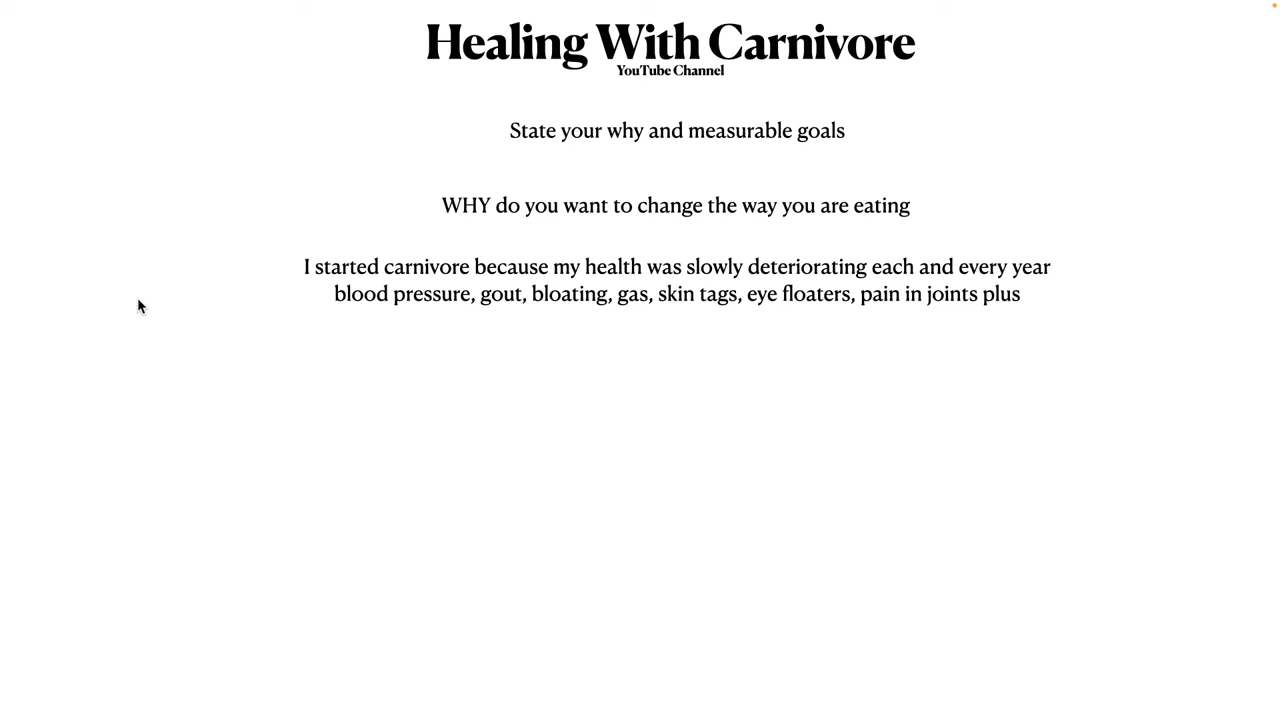 Healing With Carnivore
YouTube Channel
State your why and measurable goals
WHY do you want to change the way you are eating
I started carnivore because my health was slowly deteriorating each and every year
blood pressure, gout, bloating, gas, skin tags, eye floaters, pain in joints plus